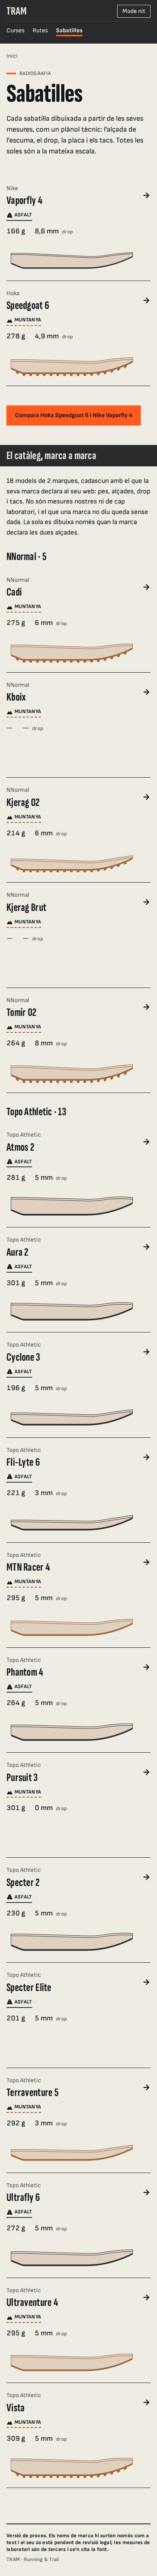 TRAM
Mode nit
Curses Rutes Sabatilles
Inici
RADIOGRAFIA
Sabatilles
Cada sabatilla dibuixada a partir de les seves
mesures, com un plànol tècnic: l'alçada de
l'escuma, el drop, la placa i els tacs. Totes les
soles són a la mateixa escala.
Nike
Vaporfly 4
ASFALT
166 g 8,6 mm drop
Hoka
Speedgoat 6
MUNTANYA
278 g 4,9 mm drop
Compara Hoka Speedgoat 6 i Nike Vaporfly 4
El catàleg, marca a marca
18 models de 2 marques, cadascun amb el que la
seva marca declara al seu web: pes, alçades, drop
i tacs. No són mesures nostres ni de cap
laboratori, i el que una marca no diu queda sense
dada. La sola es dibuixa només quan la marca
declara les dues alçades.
NNormal · 5
NNormal
Cadí
MUNTANYA
275 g 6 mm drop
NNormal
Kboix
MUNTANYA
— — drop
NNormal
Kjerag 02
MUNTANYA
214 g 6 mm drop
NNormal
Kjerag Brut
MUNTANYA
— — drop
NNormal
Tomir 02
MUNTANYA
264 g 8 mm drop
Topo Athletic · 13
Topo Athletic
Atmos 2
ASFALT
281 g 5 mm drop
Topo Athletic
Aura 2
ASFALT
301 g 5 mm drop
Topo Athletic
Cyclone 3
ASFALT
196 g 5 mm drop
Topo Athletic
Fli-Lyte 6
ASFALT
221 g 3 mm drop
Topo Athletic
MTN Racer 4
MUNTANYA
295 g 5 mm drop
Topo Athletic
Phantom 4
ASFALT
264 g 5 mm drop
Topo Athletic
Pursuit 3
MUNTANYA
301 g 0 mm drop
Topo Athletic
Specter 2
ASFALT
230 g 5 mm drop
Topo Athletic
Specter Elite
ASFALT
201 g 5 mm drop
Topo Athletic
Terraventure 5
MUNTANYA
292 g 3 mm drop
Topo Athletic
Ultrafly 6
ASFALT
272 g 5 mm drop
Topo Athletic
Ultraventure 4
MUNTANYA
295 g 5 mm drop
Topo Athletic
Vista
MUNTANYA
309 g 5 mm drop
Versió de proves. Els noms de marca hi surten només com a
text i el seu ús està pendent de revisió legal; les mesures de
laboratori són de tercers i se'n cita la font.
TRAM · Running & Trail